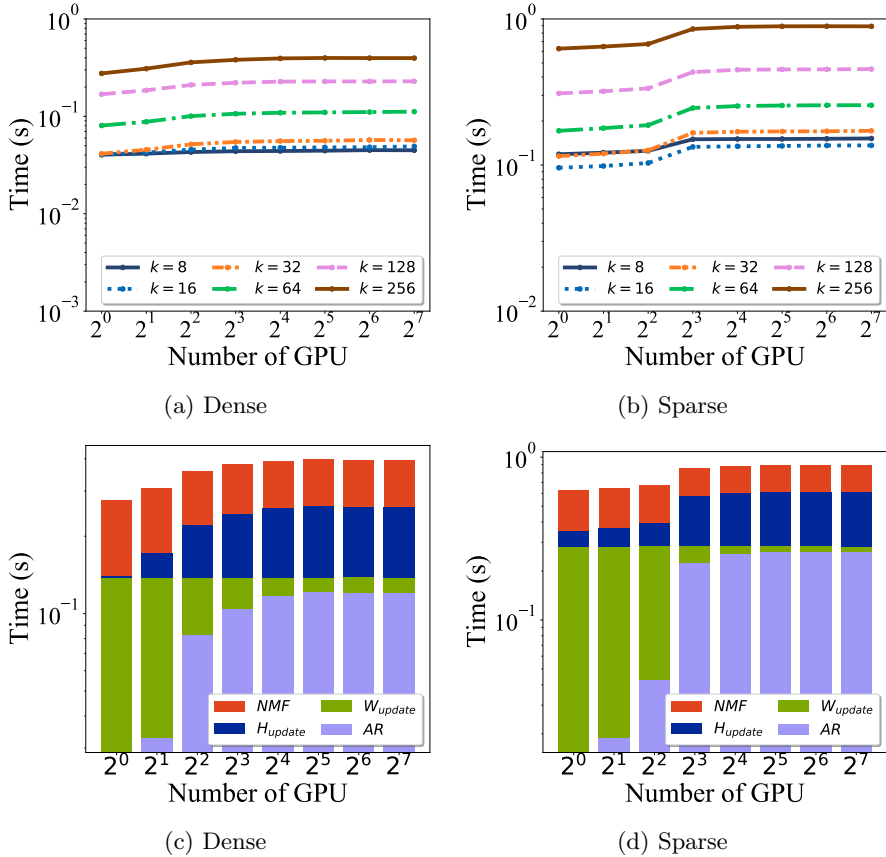 10^0
10^-1
10^-2
10^-3
Time (s)
k = 8 k = 32 k = 128
k = 16 k = 64 k = 256
2^0 2^1 2^2 2^3 2^4 2^5 2^6 2^7
Number of GPU
(a) Dense
10^0
10^-1
10^-2
Time (s)
k = 8 k = 32 k = 128
k = 16 k = 64 k = 256
2^0 2^1 2^2 2^3 2^4 2^5 2^6 2^7
Number of GPU
(b) Sparse
10^-1
Time (s)
NMF W_update
H_update AR
2^0 2^1 2^2 2^3 2^4 2^5 2^6 2^7
Number of GPU
(c) Dense
10^0
10^-1
Time (s)
NMF W_update
H_update AR
2^0 2^1 2^2 2^3 2^4 2^5 2^6 2^7
Number of GPU
(d) Sparse